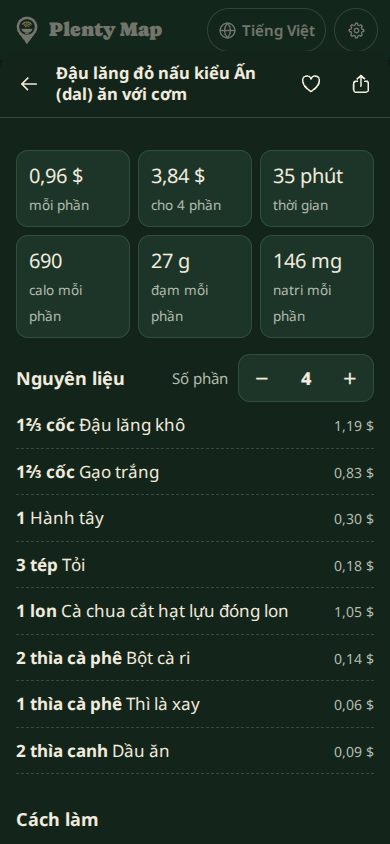 Plenty Map
Tiếng Việt
Đậu lăng đỏ nấu kiểu Ấn
(dal) ăn với cơm
0,96 $
mỗi phần
3,84 $
cho 4 phần
35 phút
thời gian
690
calo mỗi
phần
27 g
đạm mỗi
phần
146 mg
natri mỗi
phần
Nguyên liệu
Số phần
− 4 +
1⅔ cốc Đậu lăng khô 1,19 $
1⅔ cốc Gạo trắng 0,83 $
1 Hành tây 0,30 $
3 tép Tỏi 0,18 $
1 lon Cà chua cắt hạt lựu đóng lon 1,05 $
2 thìa cà phê Bột cà ri 0,14 $
1 thìa cà phê Thì là xay 0,06 $
2 thìa canh Dầu ăn 0,09 $
Cách làm